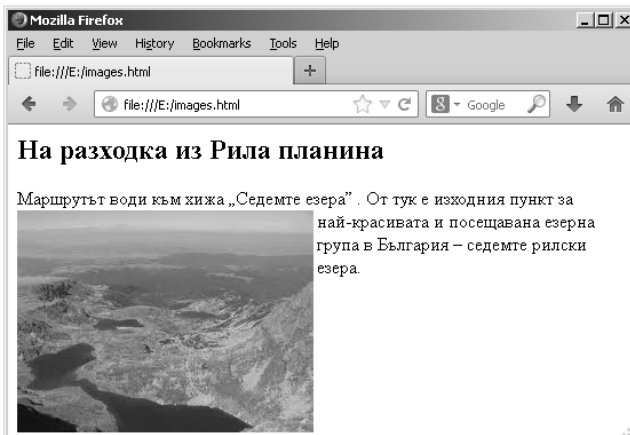 Mozilla Firefox
File Edit View History Bookmarks Tools Help
file:///E:/images.html
file:///E:/images.html
Google
На разходка из Рила планина
Маршрутът води към хижа „Седемте езера” . От тук е изходния пункт за
най-красивата и посещавана езерна
група в България – седемте рилски
езера.